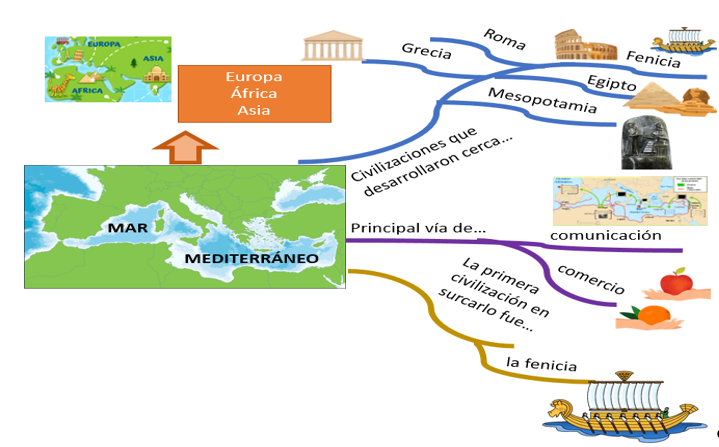 EUROPA
ASIA
AFRICA
Europa
África
Asia
Grecia
Roma
Fenicia
Egipto
Mesopotamia
Civilizaciones que
desarrollaron cerca...
MAR
MEDITERRÁNEO
Principal vía de...
comunicación
comercio
La primera
civilización en
surcarlo fue...
la fenicia